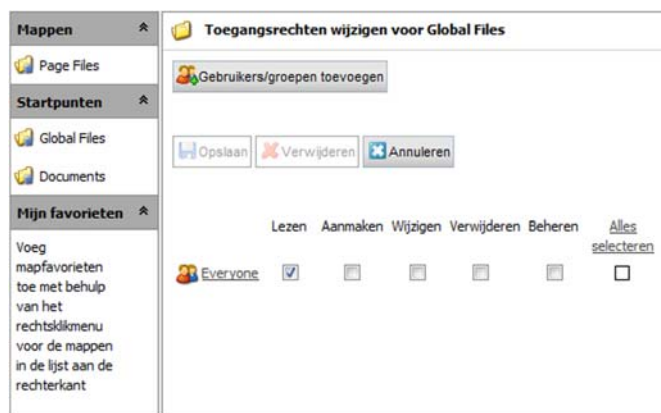 Mappen
Page Files
Startpunten
Global Files
Documents
Mijn favorieten
Voeg
mapfavorieten
toe met behulp
van het
rechtsklikmenu
voor de mappen
in de lijst aan de
rechterkant
Toegangsrechten wijzigen voor Global Files
Gebruikers/groepen toevoegen
Opslaan Verwijderen Annuleren
Lezen Aanmaken Wijzigen Verwijderen Beheren Alles
selecteren
Everyone